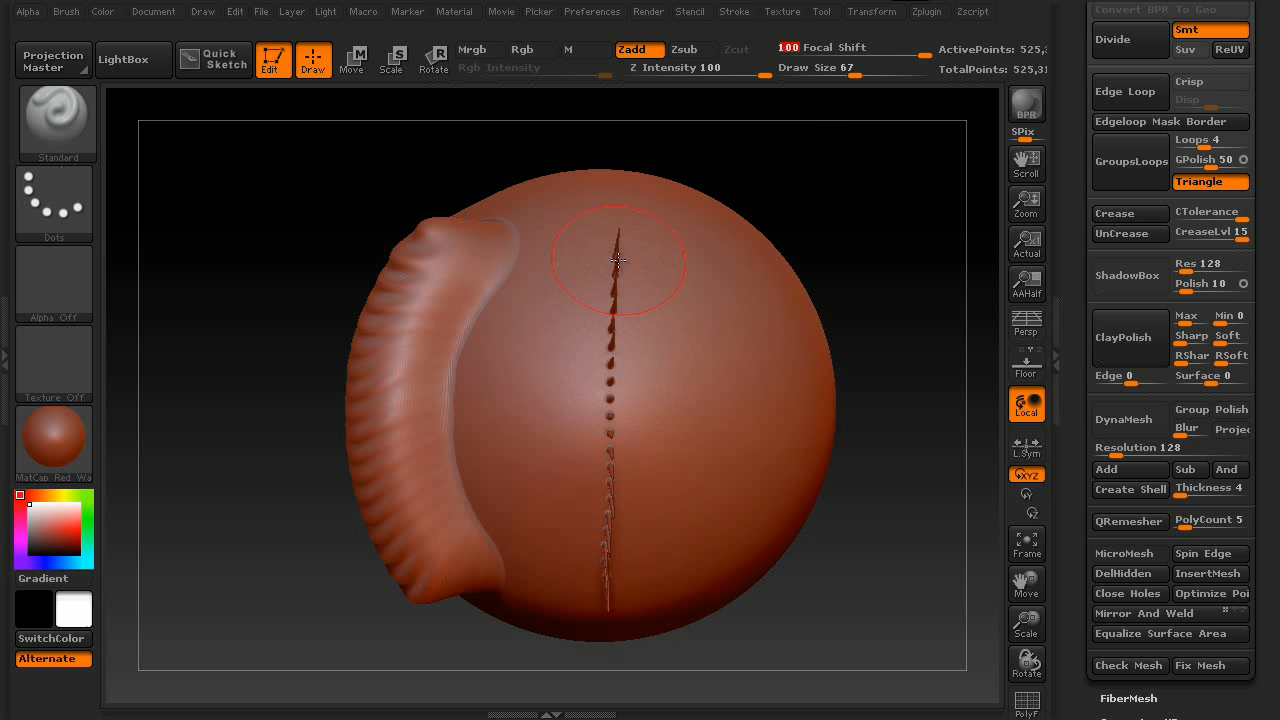 Alpha Brush Color Document Draw Edit File Layer Light Macro Marker Material Movie Picker Preferences Render Stencil Stroke Texture Tool Transform Zplugin Zscript
Projection Master
LightBox
Quick Sketch
Edit
Draw
Move
Scale
Rotate
Mrgb Rgb M
Rgb Intensity
Zadd Zsub Zcut
Z Intensity 100
100 Focal Shift
Draw Size 67
ActivePoints: 525,
TotalPoints: 525,31
Standard
Dots
Alpha Off
Texture Off
MatCap Red Wa
Gradient
SwitchColor
Alternate
BPR
SPix
Scroll
Zoom
Actual
AAHalf
Persp
Floor
Local
L.Sym
XYZ
Y
Z
Frame
Move
Scale
Rotate
PolyF
Convert BPR To Geo
Divide
Smt
Suv ReUV
Edge Loop
Crisp
Disp
Edgeloop Mask Border
GroupsLoops
Loops 4
GPolish 50
Triangle
Crease CTolerance
UnCrease CreaseLvl 15
ShadowBox
Res 128
Polish 10
ClayPolish
Max Min 0
Sharp Soft
RShar RSoft
Edge 0 Surface 0
DynaMesh
Group Polish
Blur Projec
Resolution 128
Add Sub And
Create Shell Thickness 4
QRemesher PolyCount 5
MicroMesh Spin Edge
DelHidden InsertMesh
Close Holes Optimize Poi
Mirror And Weld
Equalize Surface Area
Check Mesh Fix Mesh
FiberMesh